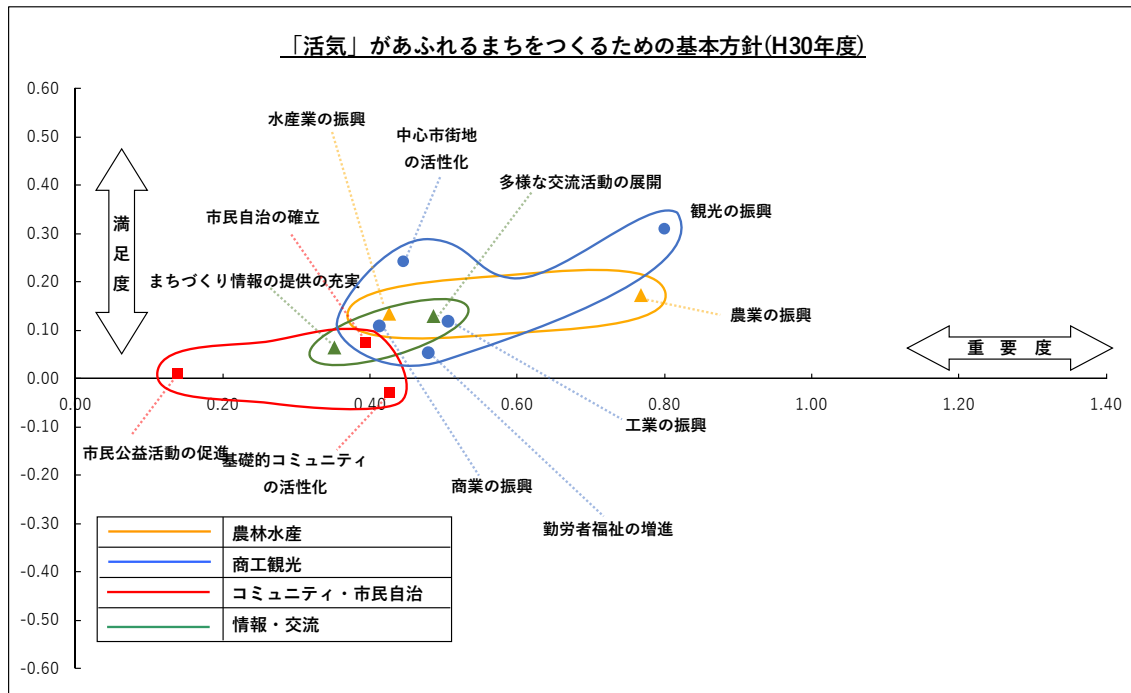 「活気」があふれるまちをつくるための基本方針(H30年度)
0.60
0.50
0.40
0.30
0.20
0.10
0.00
-0.10
-0.20
-0.30
-0.40
-0.50
-0.60
0.00
0.20
0.40
0.60
0.80
1.00
1.20
1.40
満足度
重要度
水産業の振興
中心市街地
の活性化
多様な交流活動の展開
観光の振興
市民自治の確立
まちづくり情報の提供の充実
農業の振興
工業の振興
市民公益活動の促進
基礎的コミュニティ
の活性化
商業の振興
勤労者福祉の増進
農林水産
商工観光
コミュニティ・市民自治
情報・交流